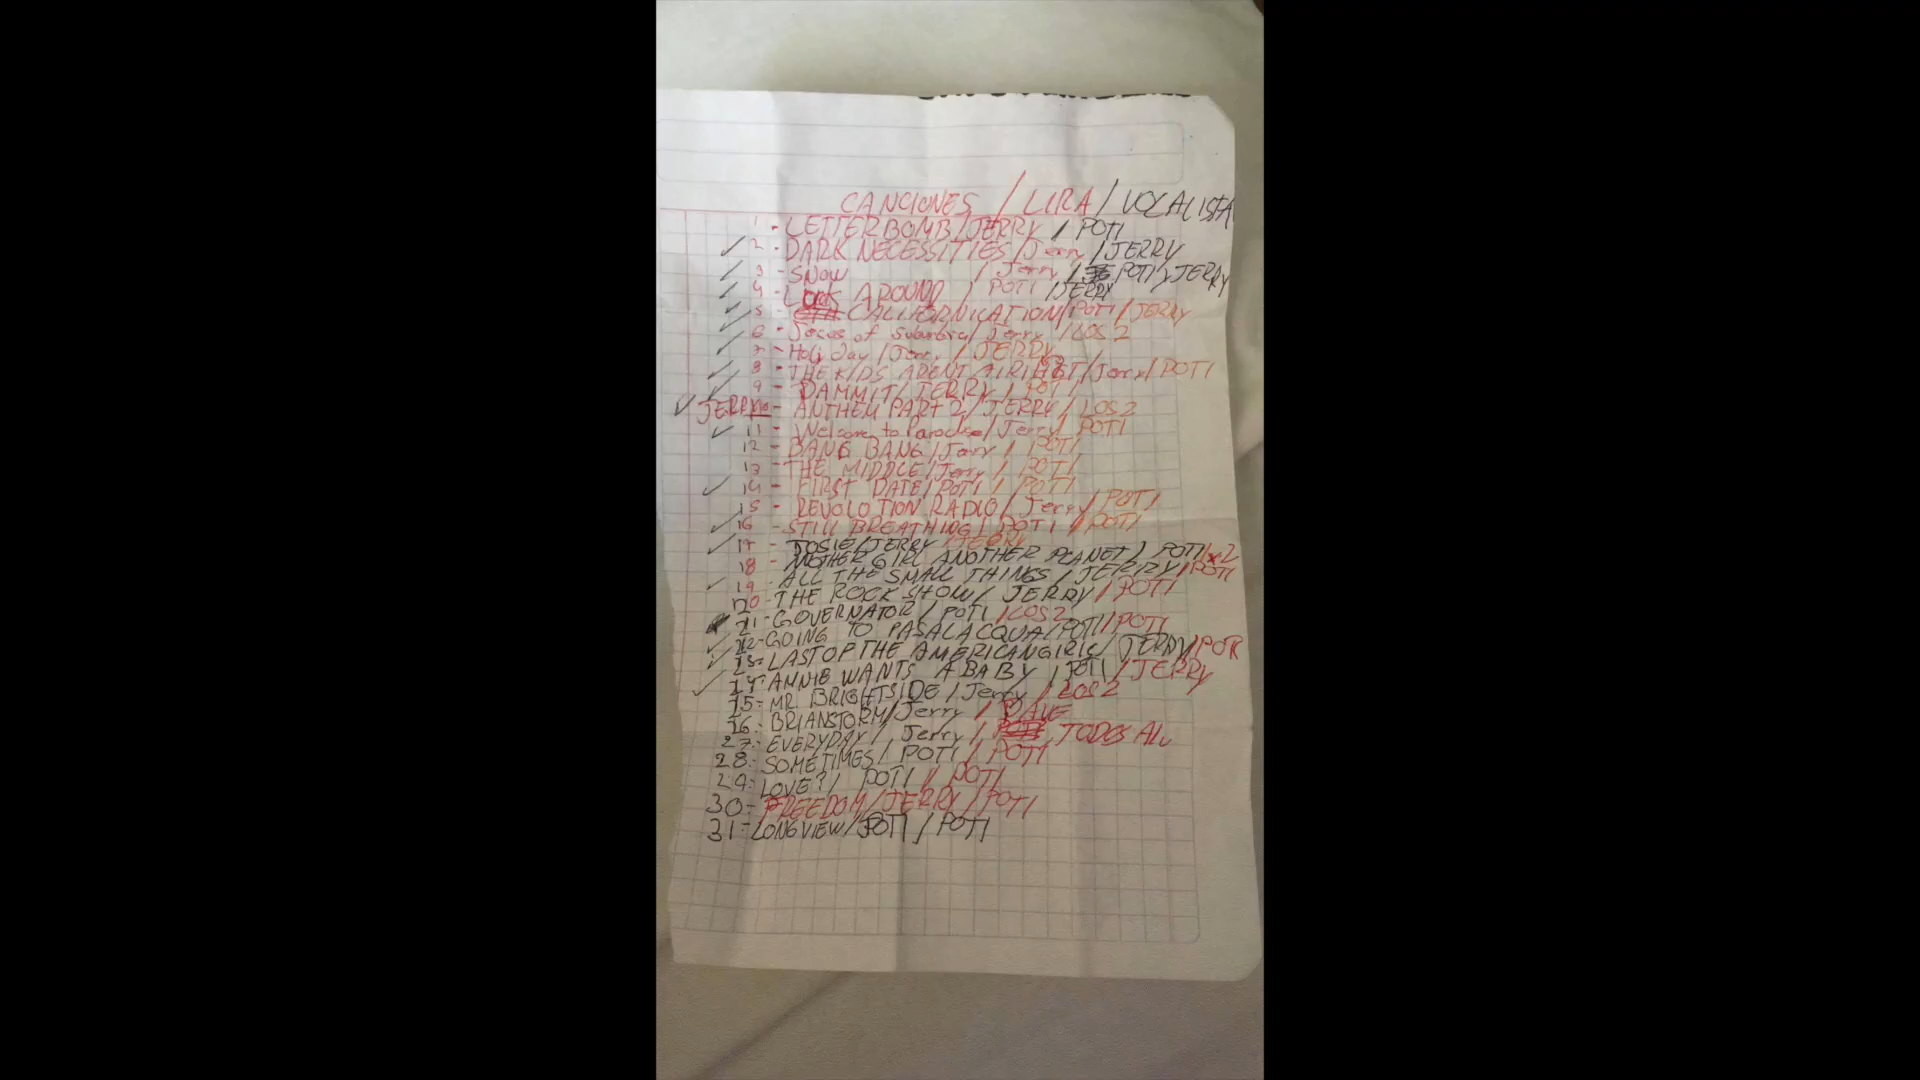 CANCIONES / LIRA / VOCALISTA
1 - LETTERBOMB / JERRY / POTI
2 - DARK NECESSITIES / Jerry / JERRY
3 - SNOW / Jerry / POTI y JERRY
4 - LOOK AROUND / POTI / JERRY
5 - CALIFORNICATION / POTI / JERRY
6 - Jesus of Suburbia / Jerry / LOS 2
7 - Holiday / Jerry / JERRY
8 - THE KIDS ARENT / Jerry / POTI
9 - DAMMIT / JERRY / POTI
JERRY 10 - ANTHEM PART 2 / JERRY / LOS 2
11 - Welcome to Paradise / Jerry / POTI
12 - BANG BANG / Jerry / POTI
13 - THE MIDDLE / Jerry / POTI
14 - FIRST DATE / POTI / POTI
15 - REVOLUTION RADIO / Jerry / POTI
16 - STILL BREATHING / POTI / POTI
17 - JOSIE / JERRY / JERRY
18 - ANOTHER GIRL ANOTHER PLANET / POTI x2
19 - ALL THE SMALL THINGS / JERRY / POTI
20 - THE ROCK SHOW / JERRY / POTI
21 - GOVERNATOR / POTI / LOS 2
22 - GOING TO PASALACQUA / POTI / POTI
23 - LAST OF THE AMERICAN GIRLS / JERRY / POTI
24 - ANNIE WANTS A BABY / POTI / JERRY
25 - MR. BRIGHTSIDE / Jerry / LOS 2
26 - BRIANSTORM / Jerry / DAVE
27 - EVERYDAY / Jerry / TODOS
28 - SOMETIMES / POTI / POTI
29 - LOVE? / POTI / POTI
30 - FREEDOM / JERRY / POTI
31 - LONGVIEW / POTI / POTI